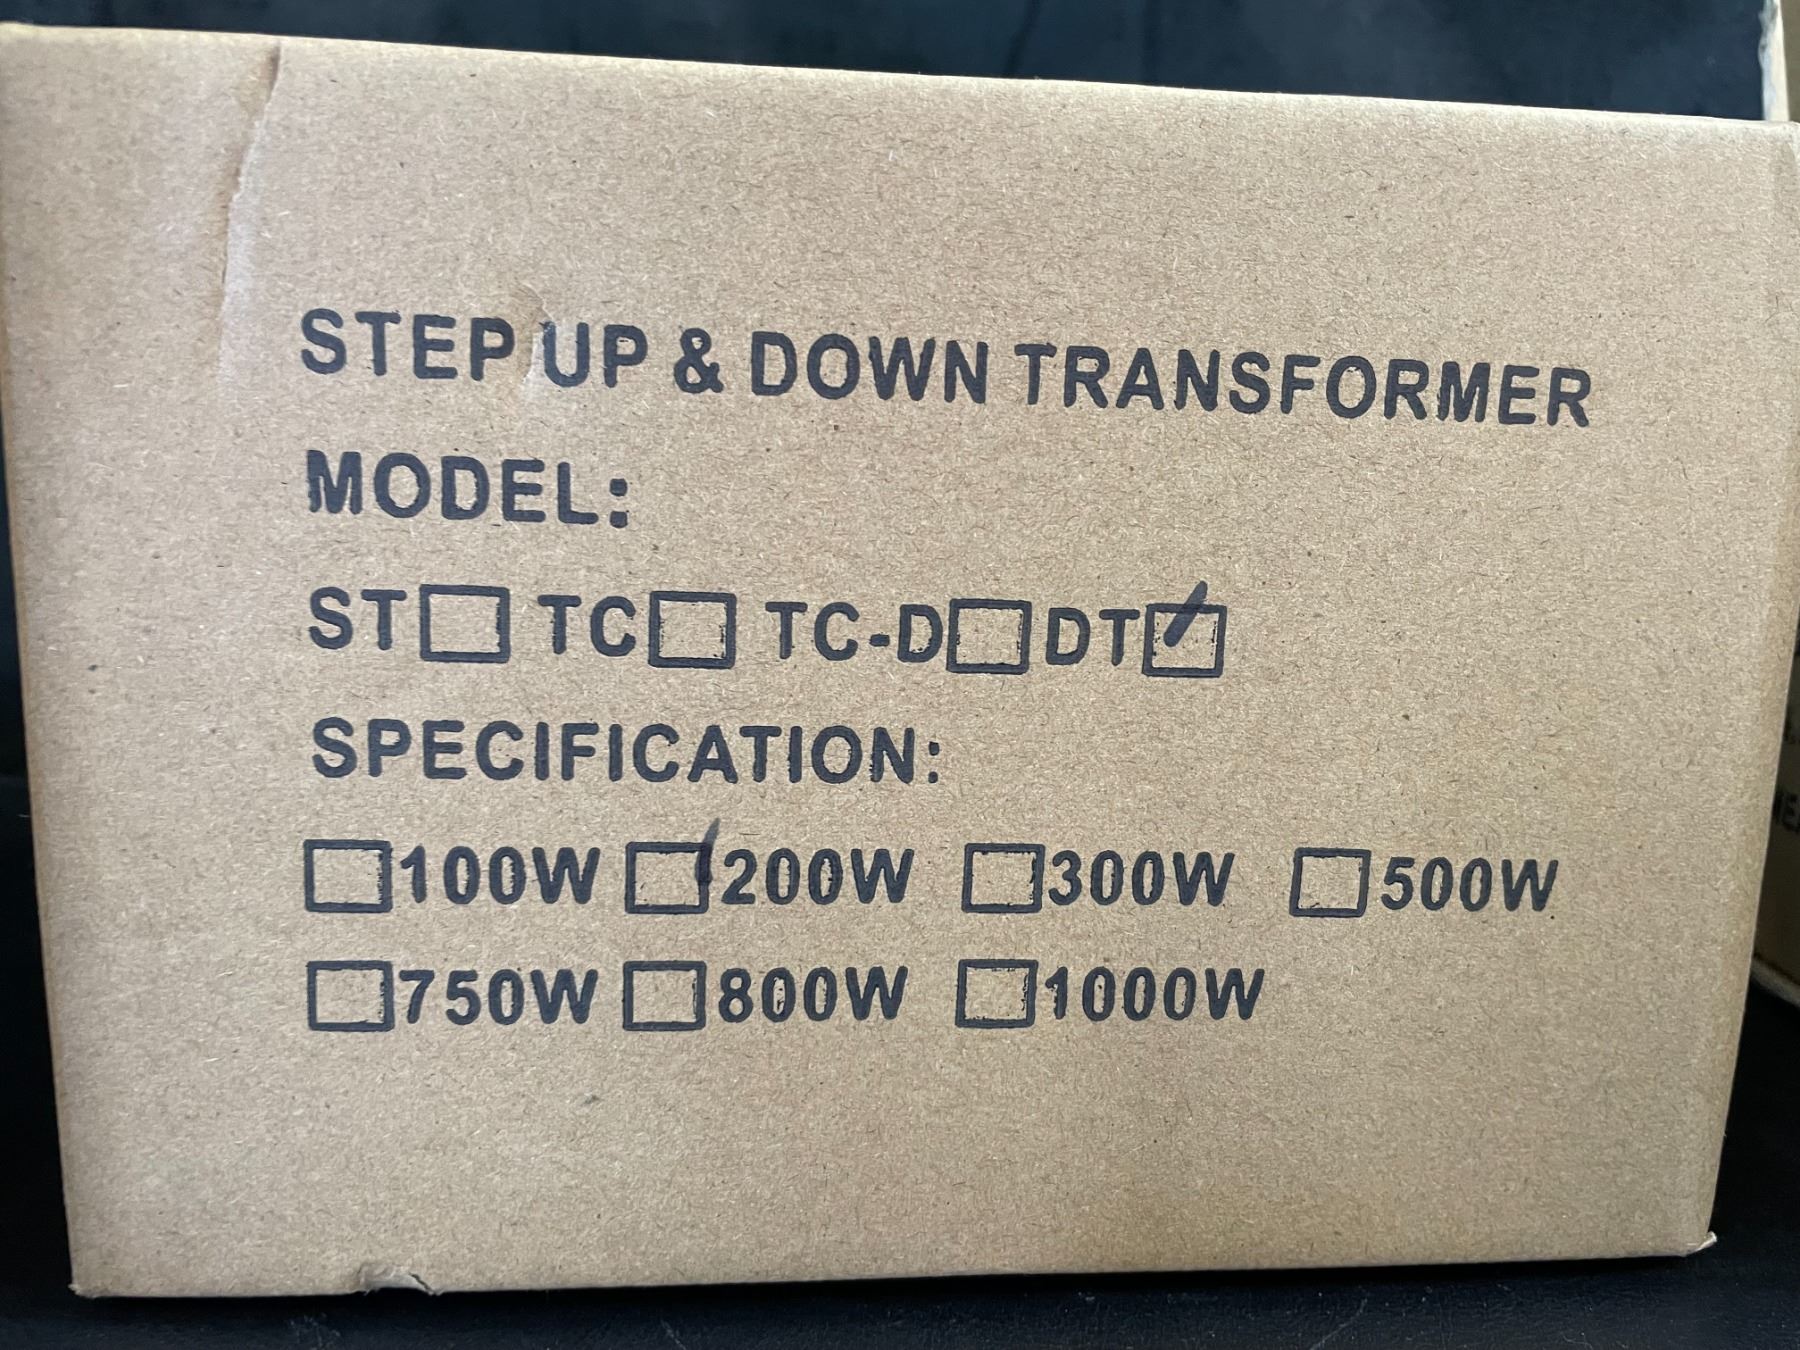 STEP UP & DOWN TRANSFORMER
MODEL:
ST☐ TC☐ TC-D☐ DT☑
SPECIFICATION:
☐100W ☑200W ☐300W ☐500W
☐750W ☐800W ☐1000W